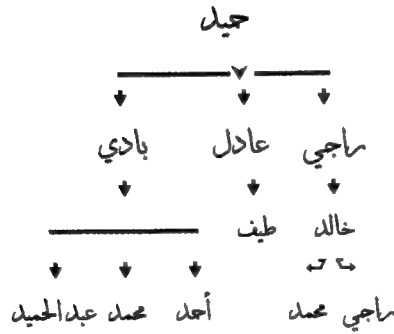 حميد
راجي عادل بادي
خالد طيف
راجي محمد أحمد محمد عبدالحميد